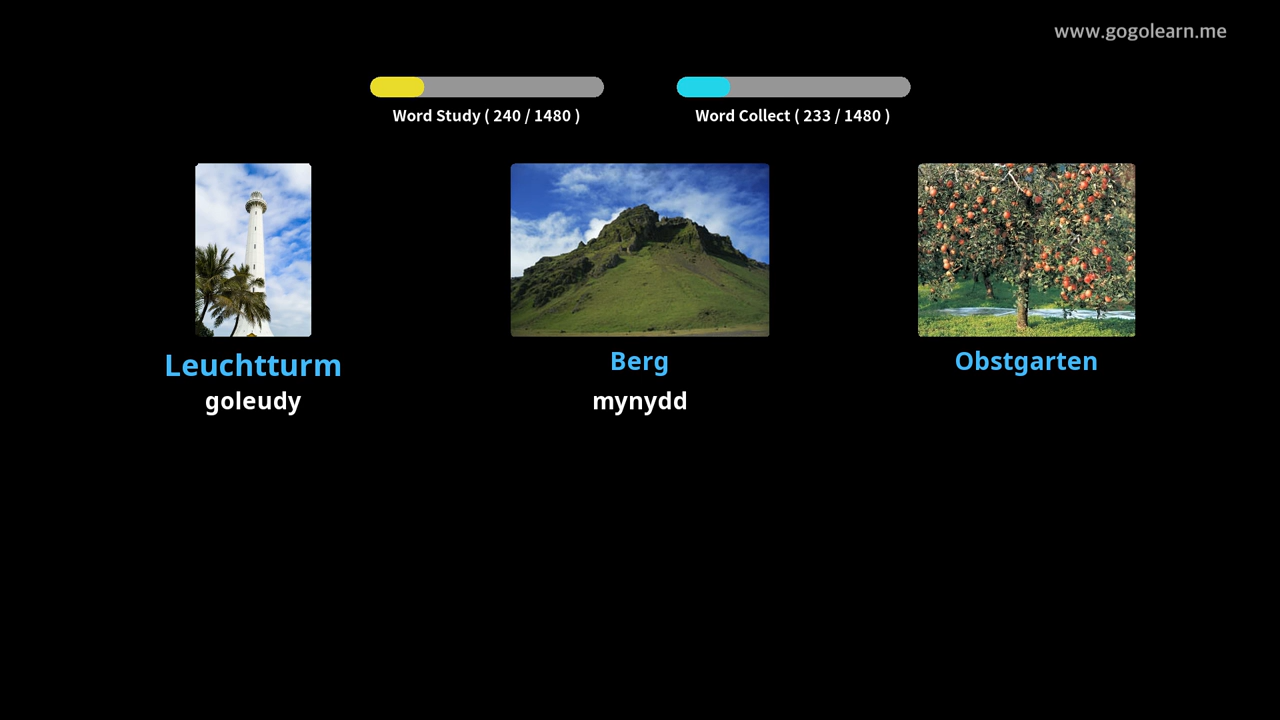 www.gogolearn.me
Word Study ( 240 / 1480 )
Word Collect ( 233 / 1480 )
Leuchtturm
goleudy
Berg
mynydd
Obstgarten